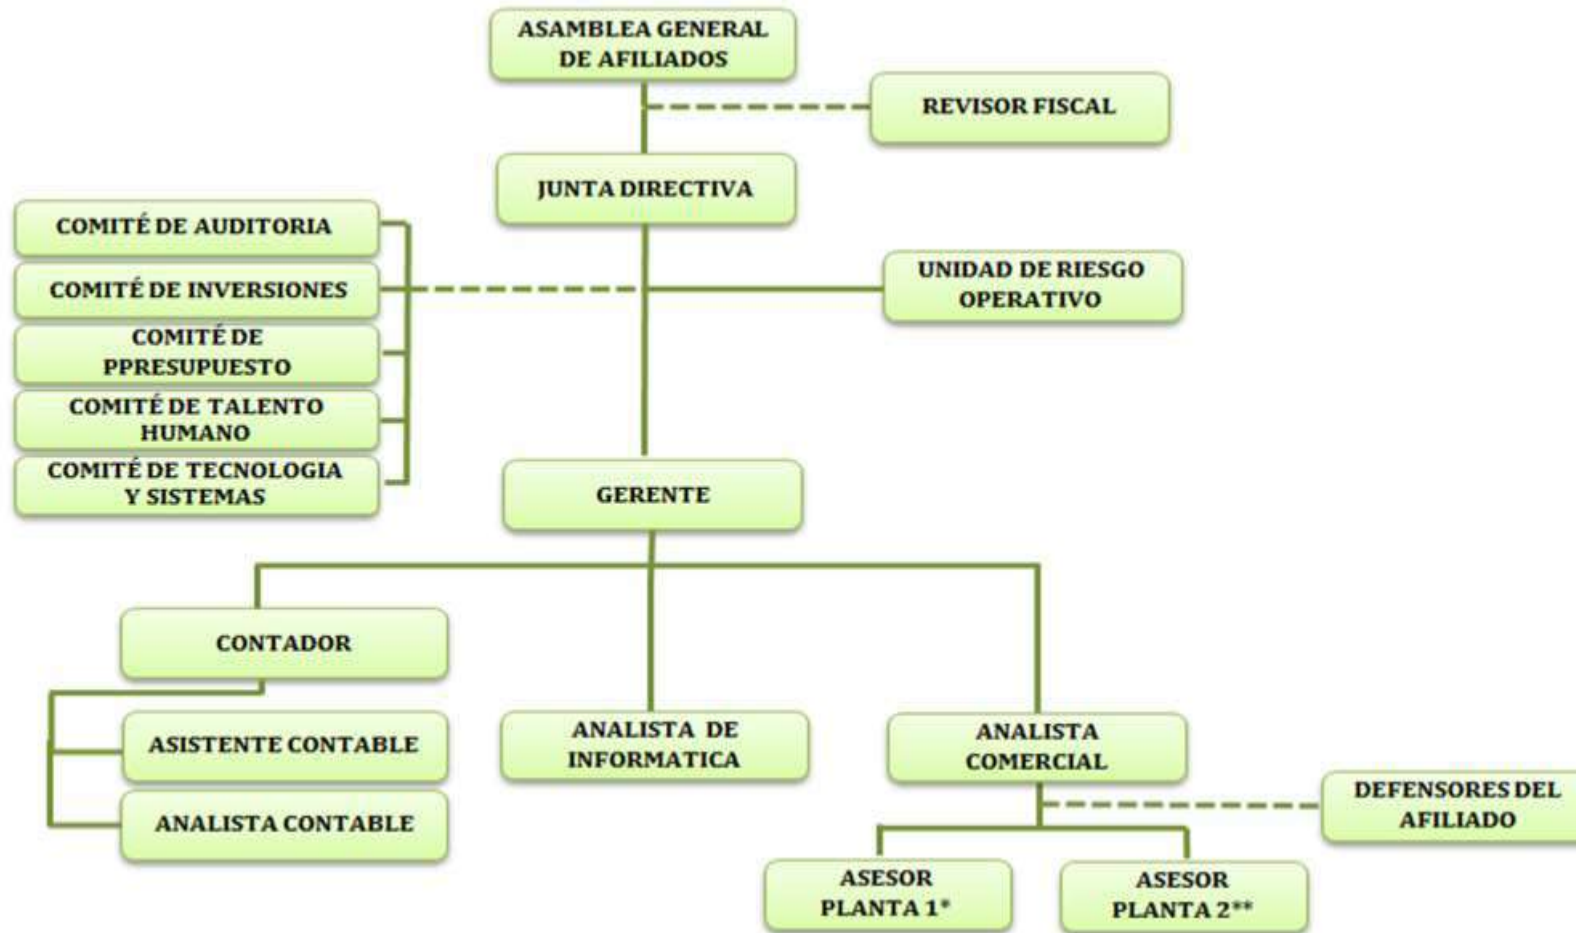 ASAMBLEA GENERAL
DE AFILIADOS
REVISOR FISCAL
JUNTA DIRECTIVA
COMITÉ DE AUDITORIA
COMITÉ DE INVERSIONES
COMITÉ DE
PPRESUPUESTO
COMITÉ DE TALENTO
HUMANO
COMITÉ DE TECNOLOGIA
Y SISTEMAS
UNIDAD DE RIESGO
OPERATIVO
GERENTE
CONTADOR
ASISTENTE CONTABLE
ANALISTA CONTABLE
ANALISTA DE
INFORMATICA
ANALISTA
COMERCIAL
DEFENSORES DEL
AFILIADO
ASESOR
PLANTA 1*
ASESOR
PLANTA 2**